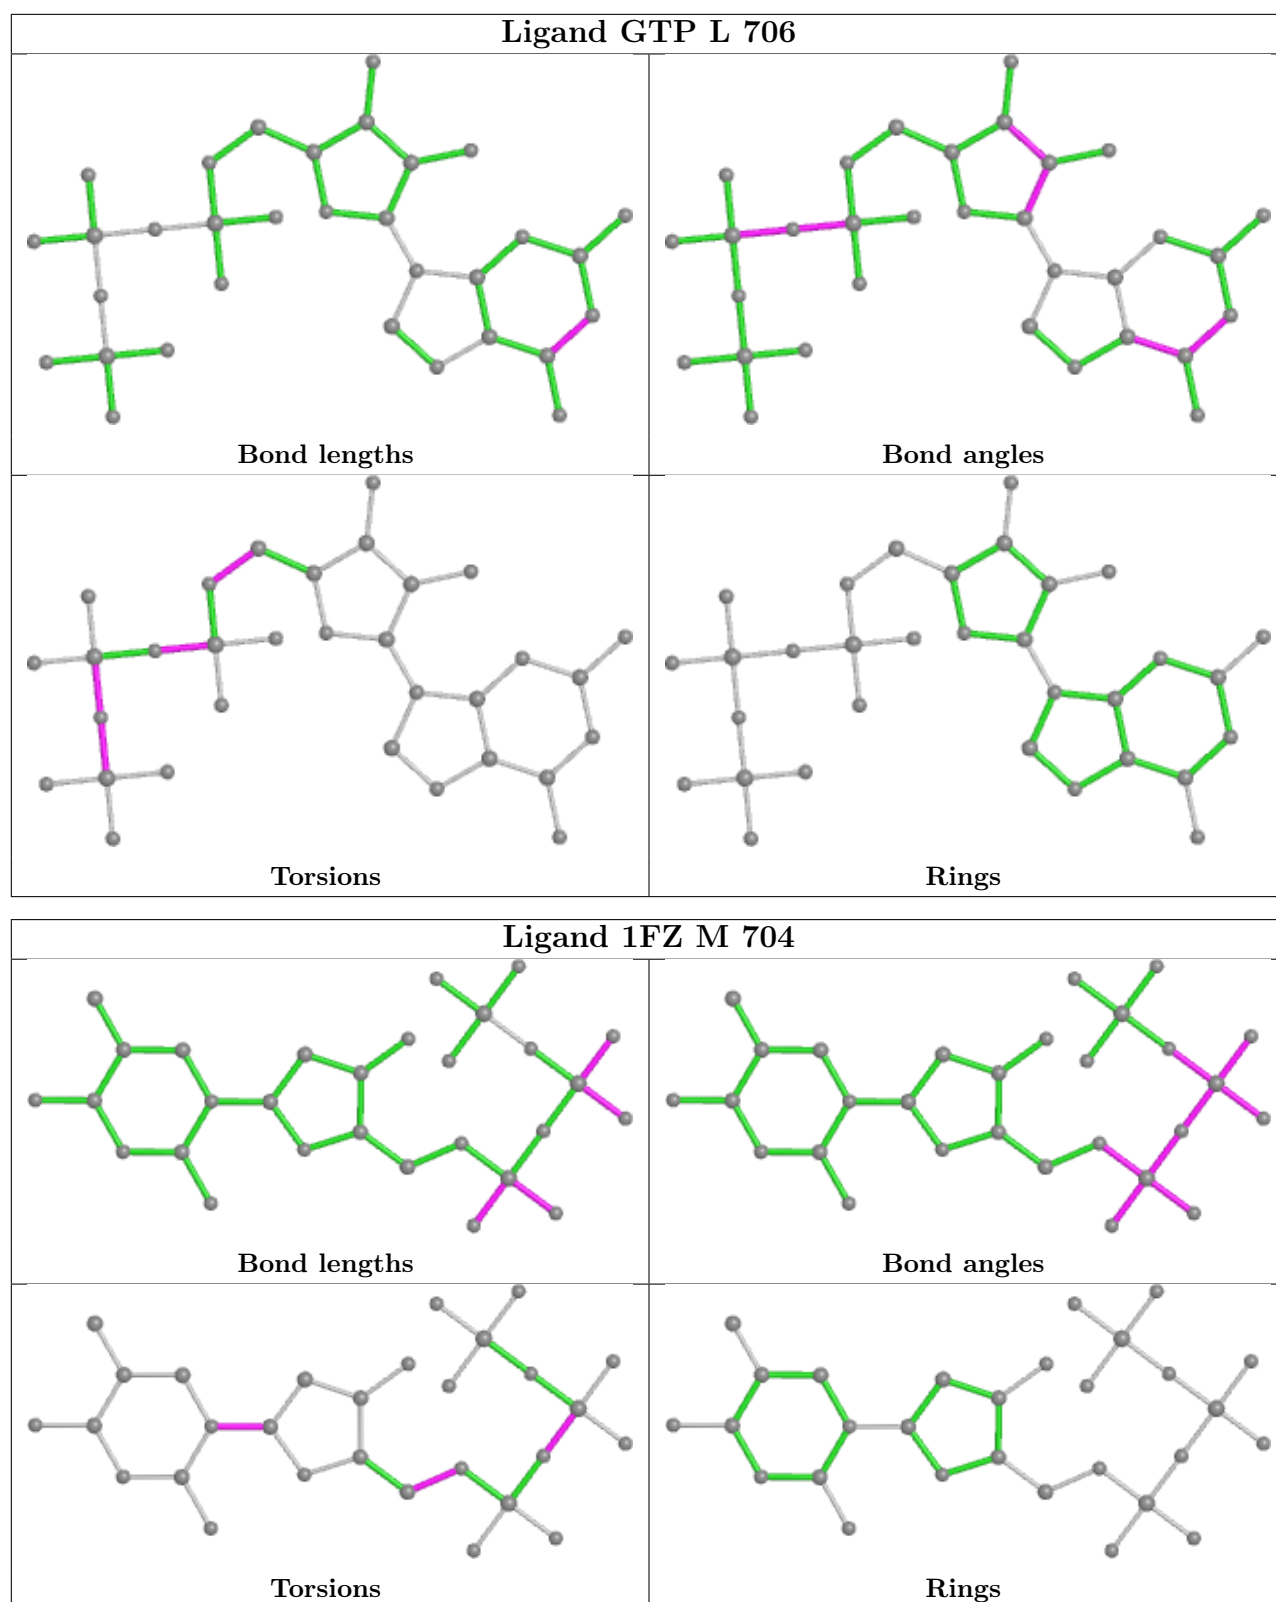 Ligand GTP L 706
Bond lengths
Bond angles
Torsions
Rings
Ligand 1FZ M 704
Bond lengths
Bond angles
Torsions
Rings